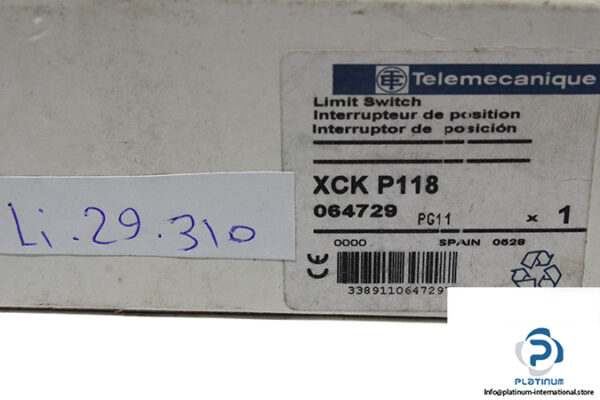 Telemecanique
Limit Switch
Interrupteur de position
Interruptor de posición
XCK P118
064729 PG11 x 1
0000 SPAIN 0528
CE
Li.29.310
P
PLATINUM
Info@platinum-international.store